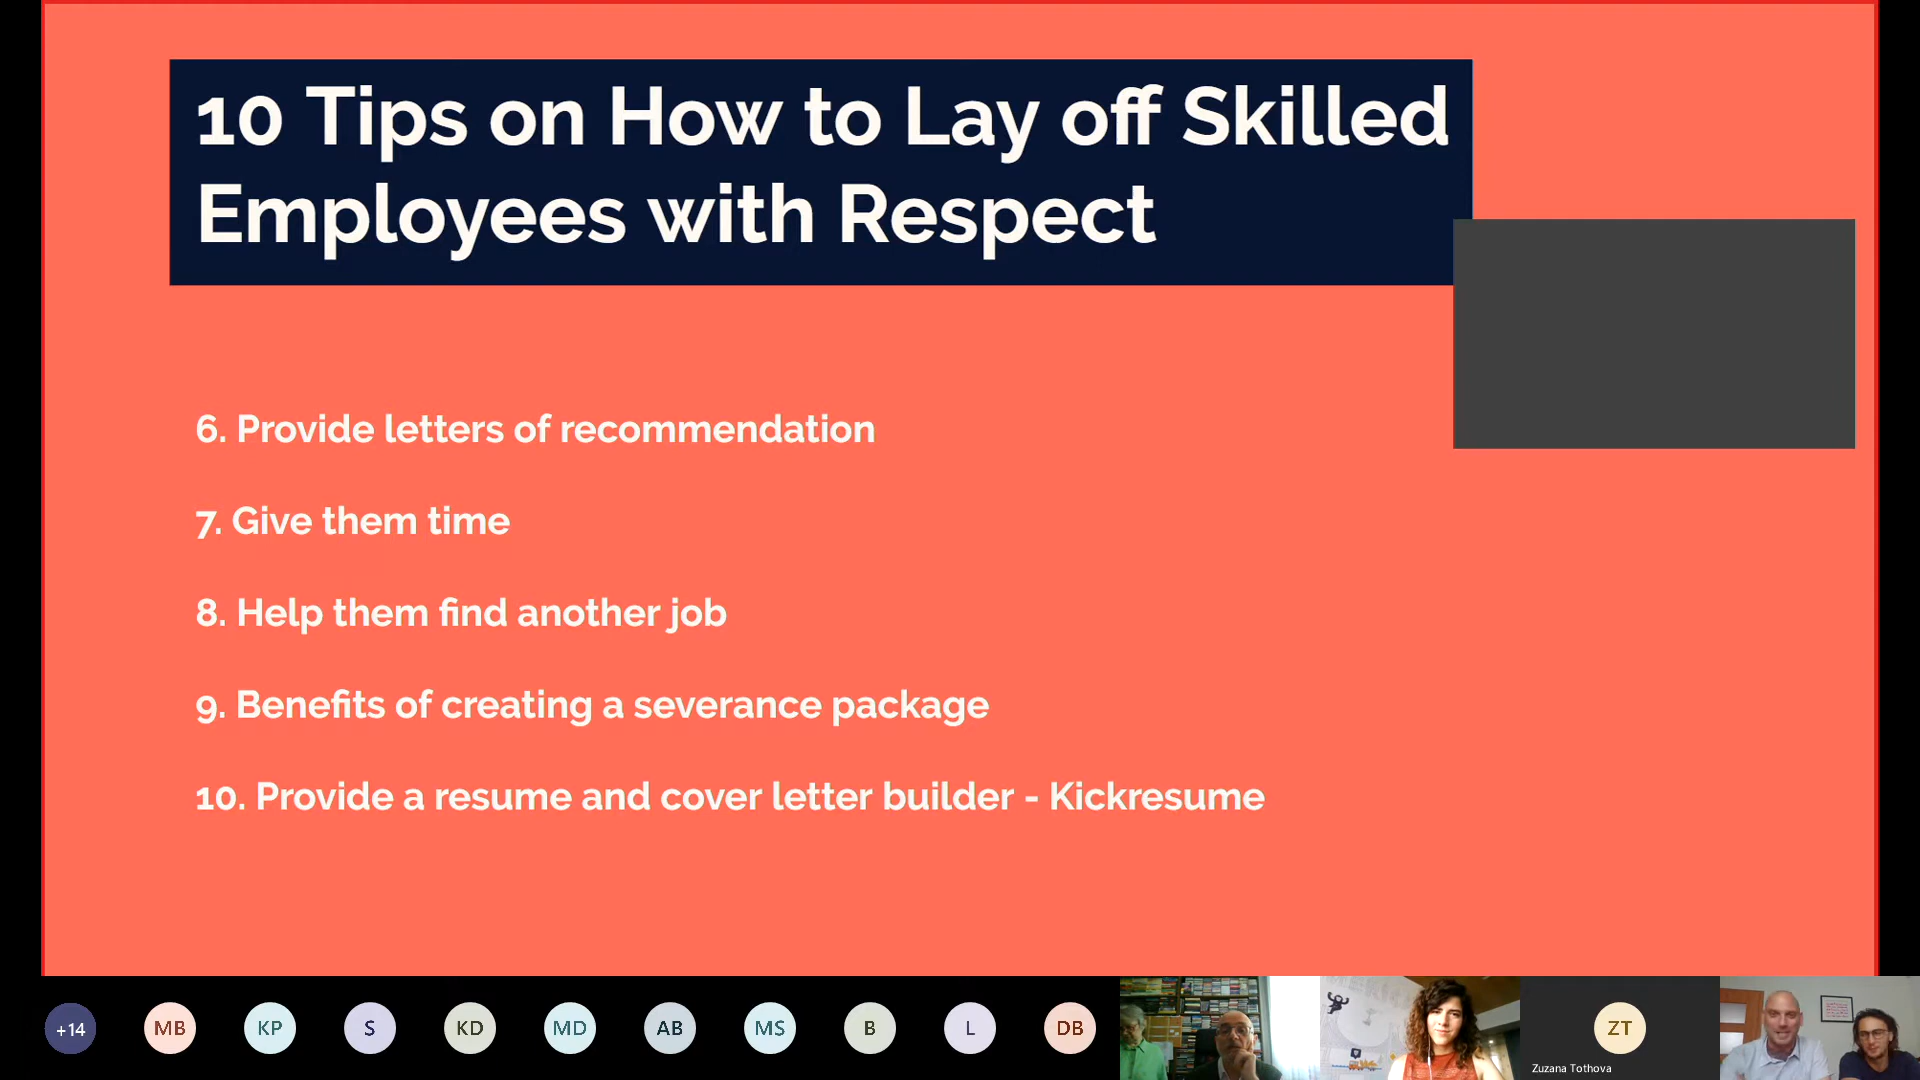 10 Tips on How to Lay off Skilled
Employees with Respect
6. Provide letters of recommendation
7. Give them time
8. Help them find another job
9. Benefits of creating a severance package
10. Provide a resume and cover letter builder - Kickresume
+14
MB
KP
S
KD
MD
AB
MS
B
L
DB
ZT
Zuzana Tothova